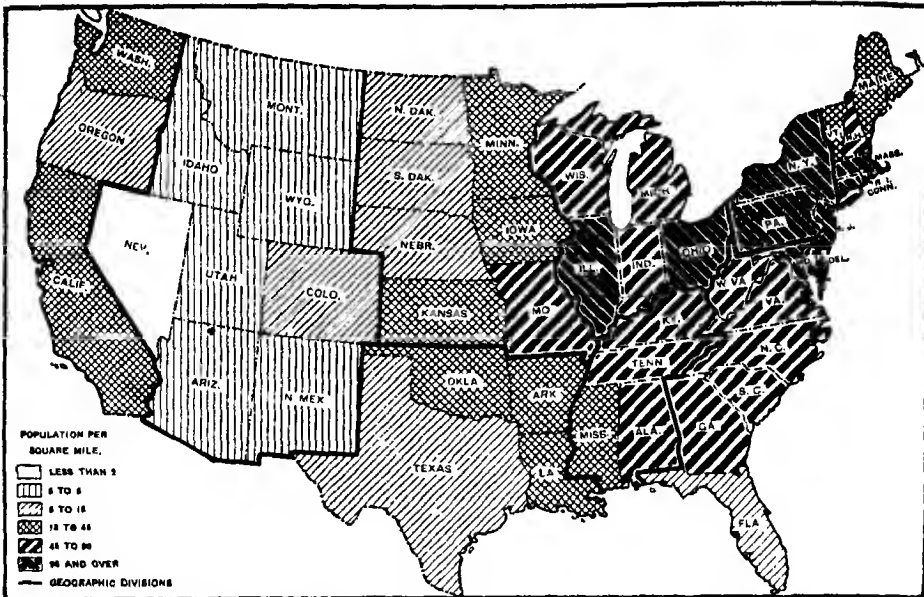 WASH.
MONT.
N. DAK.
MINN.
MAINE
VT.
N.H.
OREGON
IDAHO
S. DAK.
WIS.
MICH
N.Y.
MASS.
R.I.
CONN.
WYO.
IOWA
PA.
NEV.
NEBR.
ILL.
IND.
OHIO
DEL.
UTAH
COLO.
W. VA.
VA.
CALIF.
KANSAS
MO
TENN
N.C.
ARIZ.
N MEX.
OKLA.
ARK
S.C.
MISS.
ALA.
GA.
TEXAS
LA
FLA
POPULATION PER
SQUARE MILE.
LESS THAN 2
45 TO 90
AND OVER
GEOGRAPHIC DIVISIONS